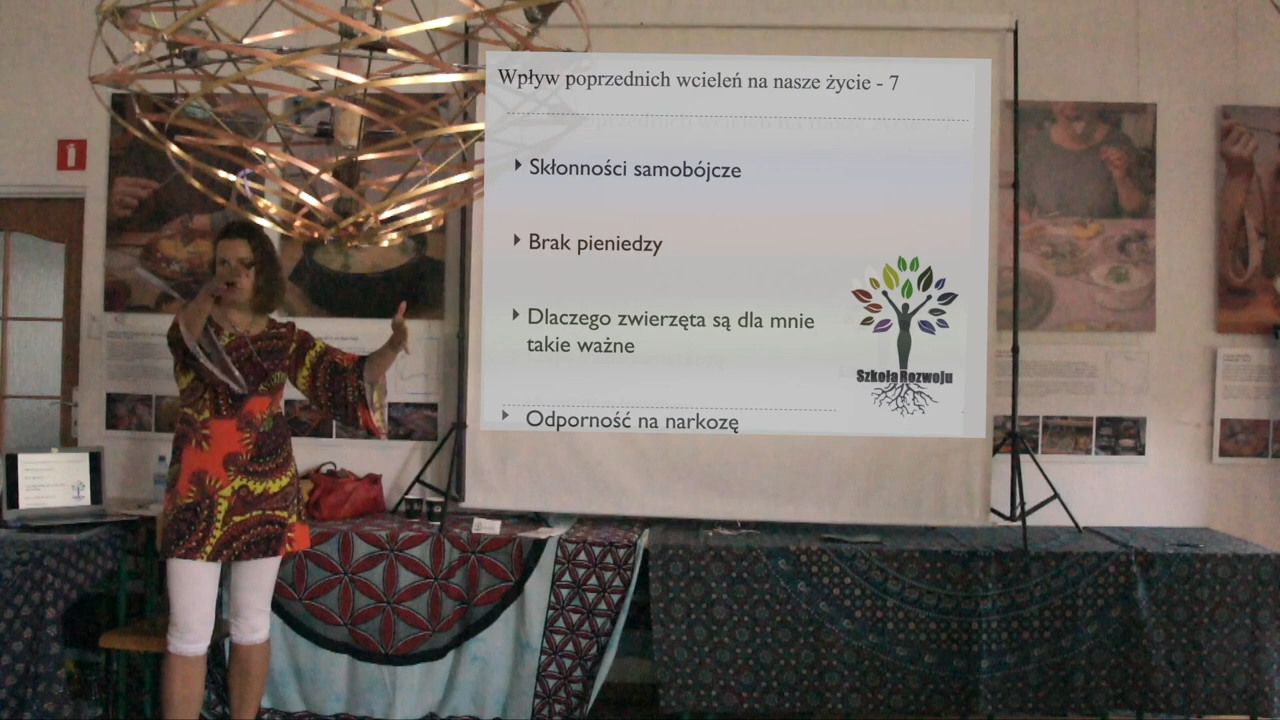 Wpływ poprzednich wcieleń na nasze życie - 7
Skłonności samobójcze
Brak pieniedzy
Dlaczego zwierzęta są dla mnie
takie ważne
Szkoła Rozwoju
Odporność na narkozę